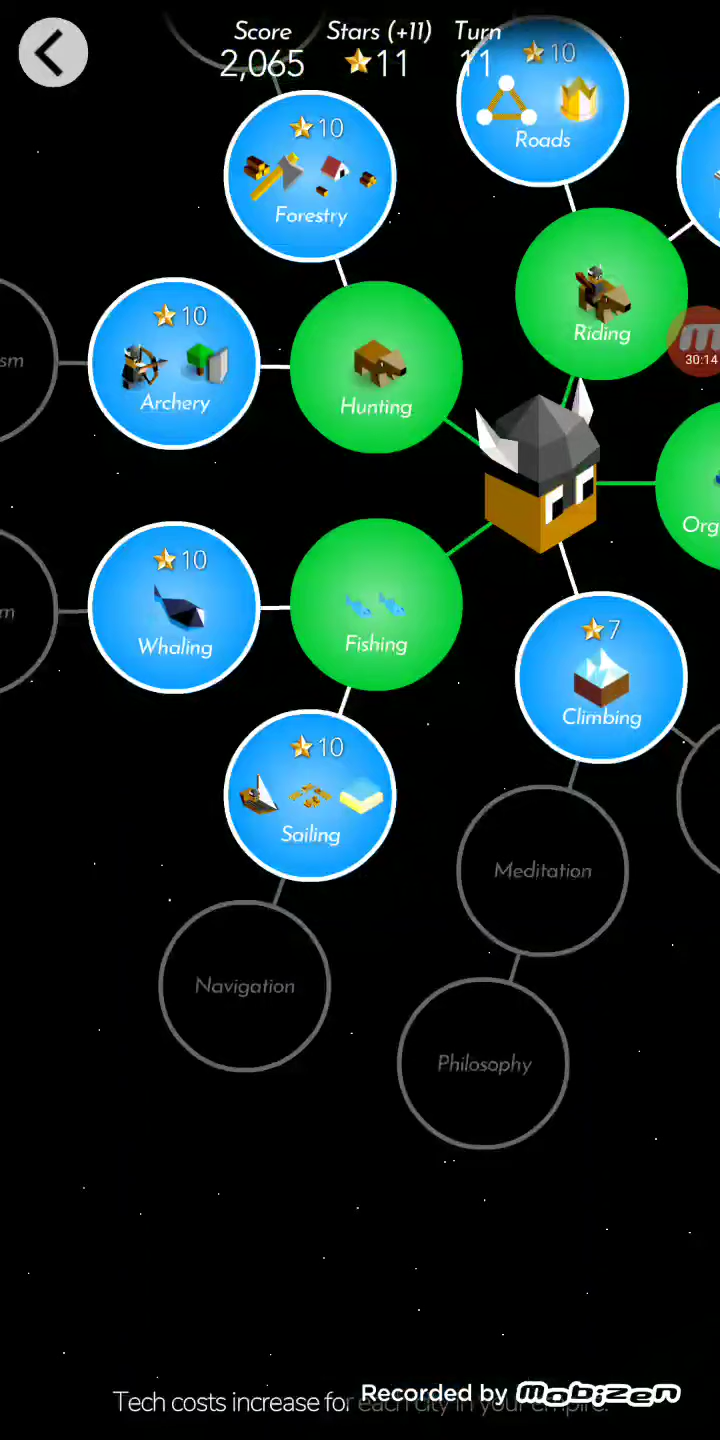 Score Stars (+11) Turn
2,065 11 11
10
Roads
10
Forestry
Riding
30:14
10
Archery
Hunting
ism
Org
10
Whaling
Fishing
m
7
Climbing
10
Sailing
Meditation
Navigation
Philosophy
Tech costs increase for each city in your empire.
Recorded by mobizen